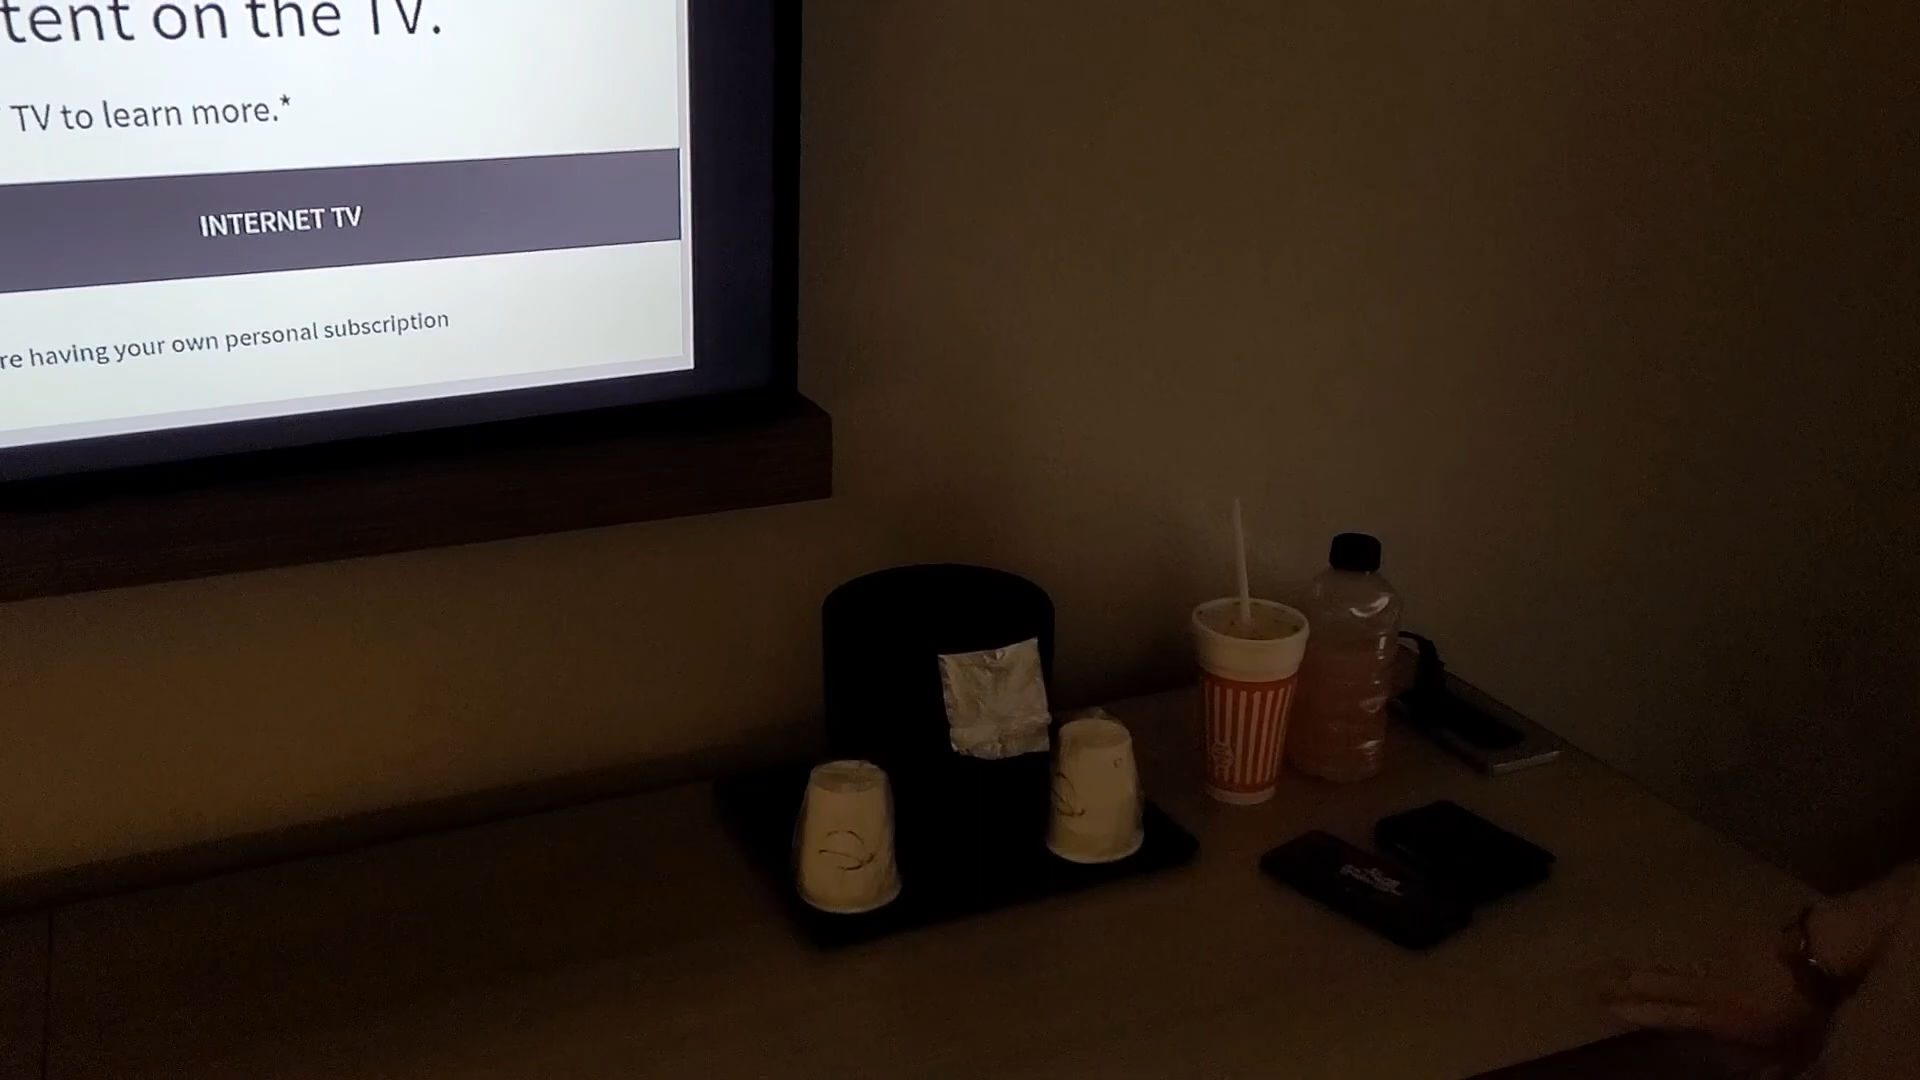 tent on the TV.
TV to learn more.*
INTERNET TV
re having your own personal subscription